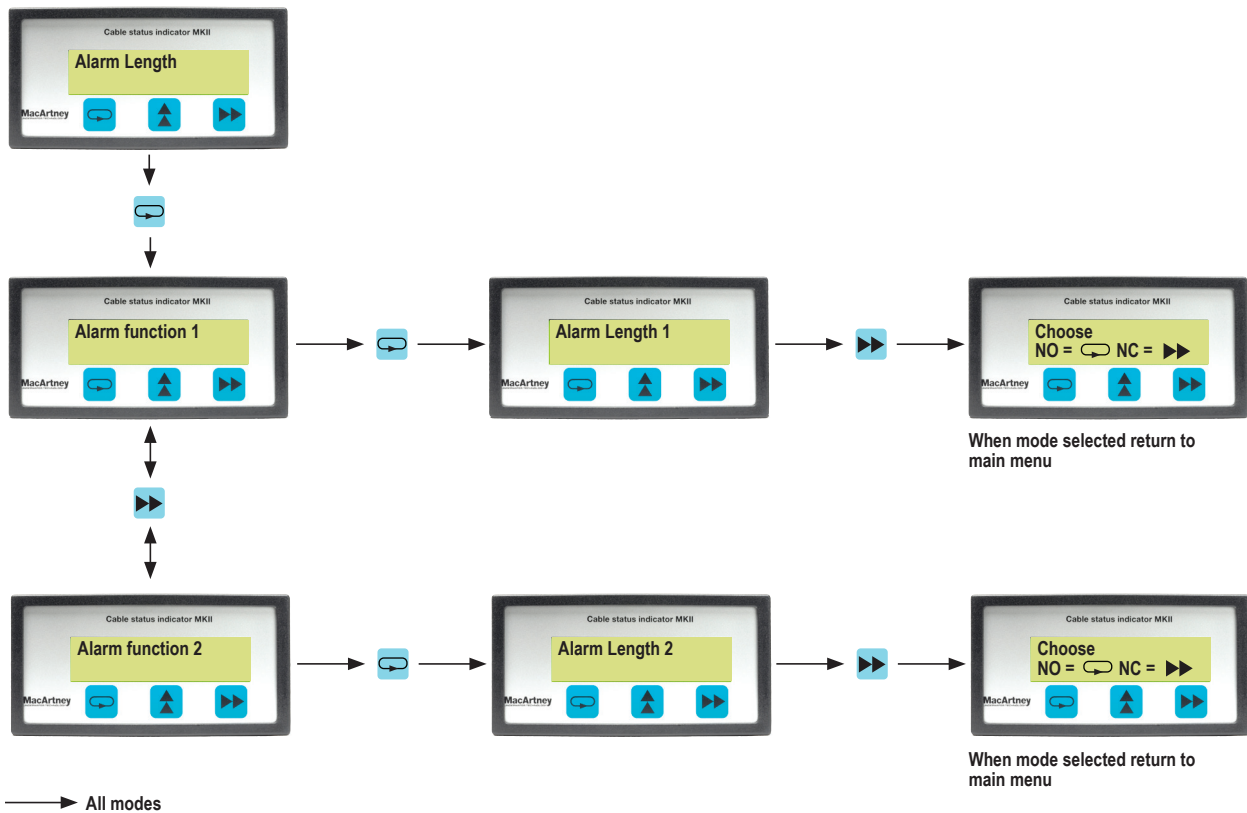 Cable status indicator MKII
Alarm Length
MacArtney
Cable status indicator MKII
Alarm function 1
MacArtney
Cable status indicator MKII
Alarm Length 1
MacArtney
Cable status indicator MKII
Choose
NO = NC =
MacArtney
When mode selected return to
main menu
Cable status indicator MKII
Alarm function 2
MacArtney
Cable status indicator MKII
Alarm Length 2
MacArtney
Cable status indicator MKII
Choose
NO = NC =
MacArtney
When mode selected return to
main menu
All modes